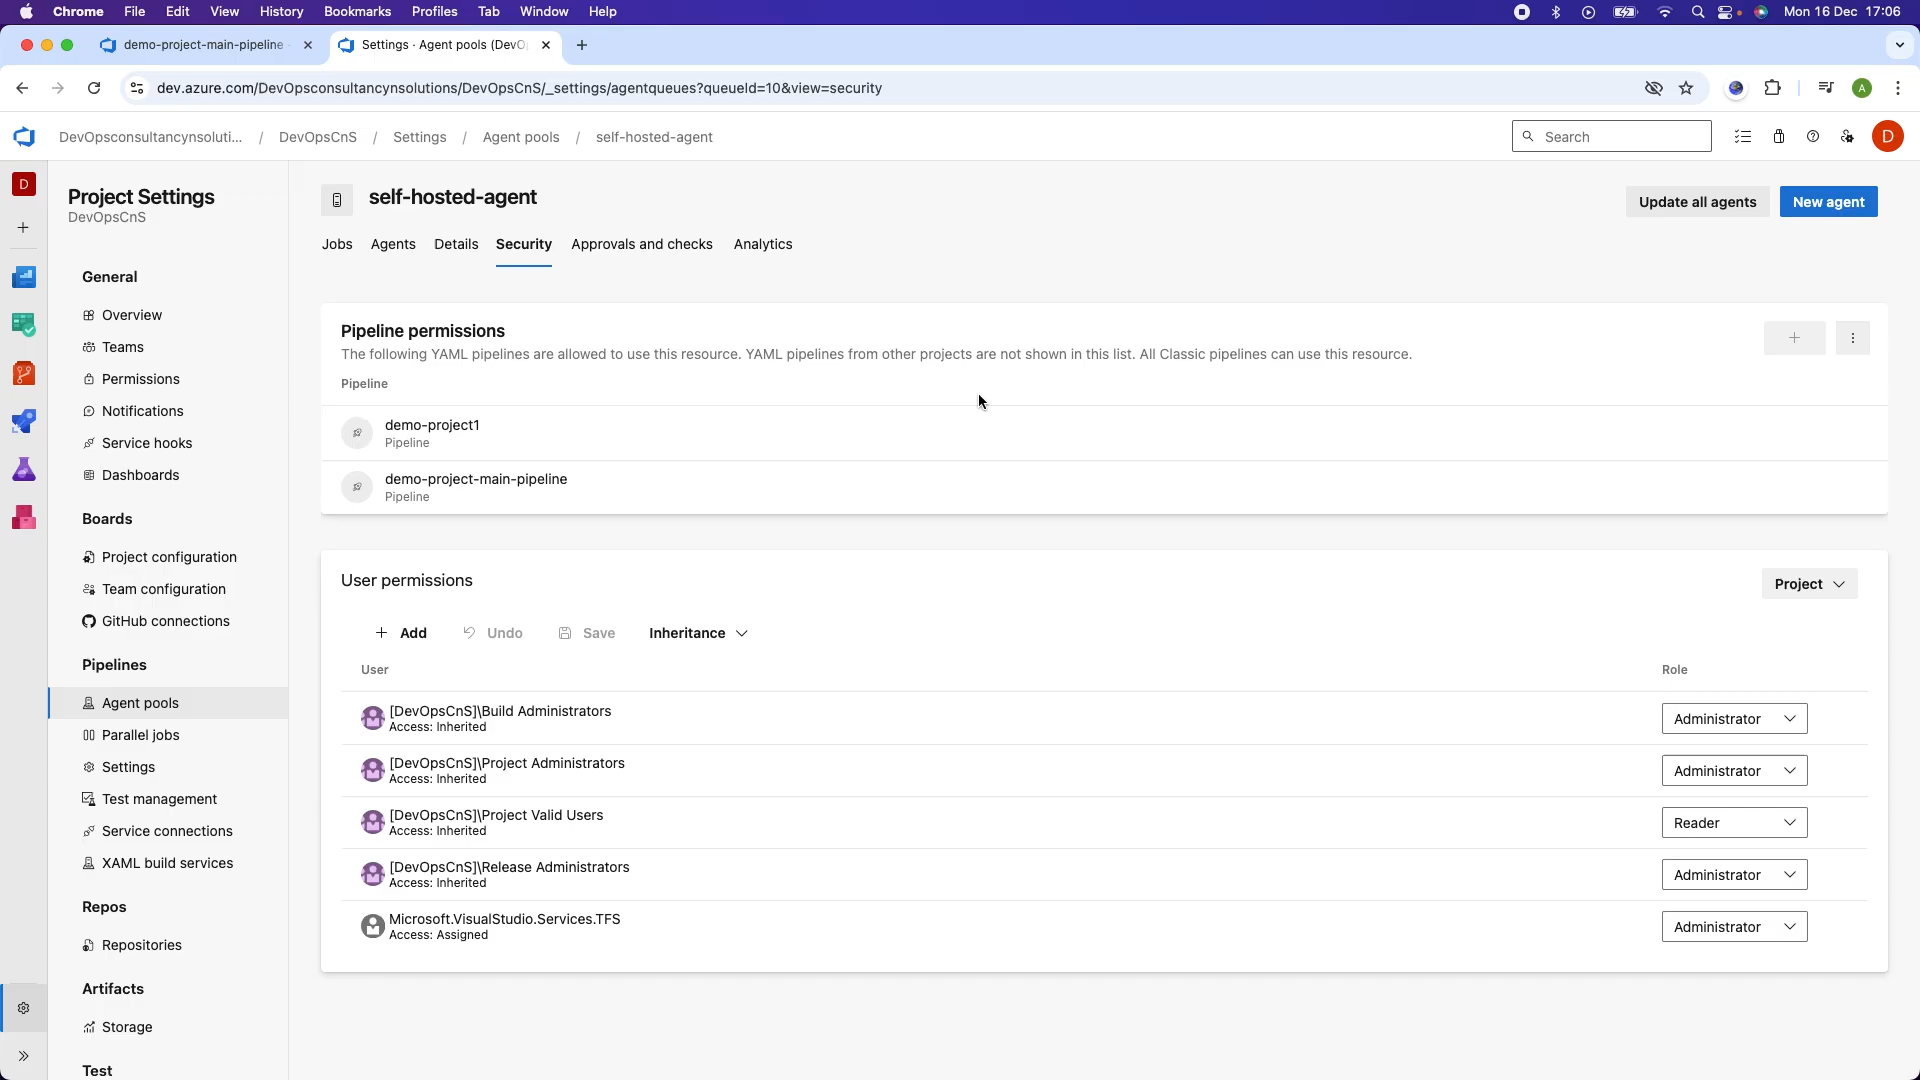 Chrome File Edit View History Bookmarks Profiles Tab Window Help Mon 16 Dec 17:06
demo-project-main-pipeline Settings · Agent pools (DevO
dev.azure.com/DevOpsconsultancynsolutions/DevOpsCnS/_settings/agentqueues?queueId=10&view=security A
DevOpsconsultancynsoluti... / DevOpsCnS / Settings / Agent pools / self-hosted-agent Search D
D
Project Settings
DevOpsCnS
General
Overview
Teams
Permissions
Notifications
Service hooks
Dashboards
Boards
Project configuration
Team configuration
GitHub connections
Pipelines
Agent pools
Parallel jobs
Settings
Test management
Service connections
XAML build services
Repos
Repositories
Artifacts
Storage
Test
self-hosted-agent
Update all agents New agent
Jobs Agents Details Security Approvals and checks Analytics
Pipeline permissions
The following YAML pipelines are allowed to use this resource. YAML pipelines from other projects are not shown in this list. All Classic pipelines can use this resource.
Pipeline
demo-project1
Pipeline
demo-project-main-pipeline
Pipeline
User permissions Project
+ Add Undo Save Inheritance
User Role
[DevOpsCnS]\Build Administrators Administrator
Access: Inherited
[DevOpsCnS]\Project Administrators Administrator
Access: Inherited
[DevOpsCnS]\Project Valid Users Reader
Access: Inherited
[DevOpsCnS]\Release Administrators Administrator
Access: Inherited
Microsoft.VisualStudio.Services.TFS Administrator
Access: Assigned